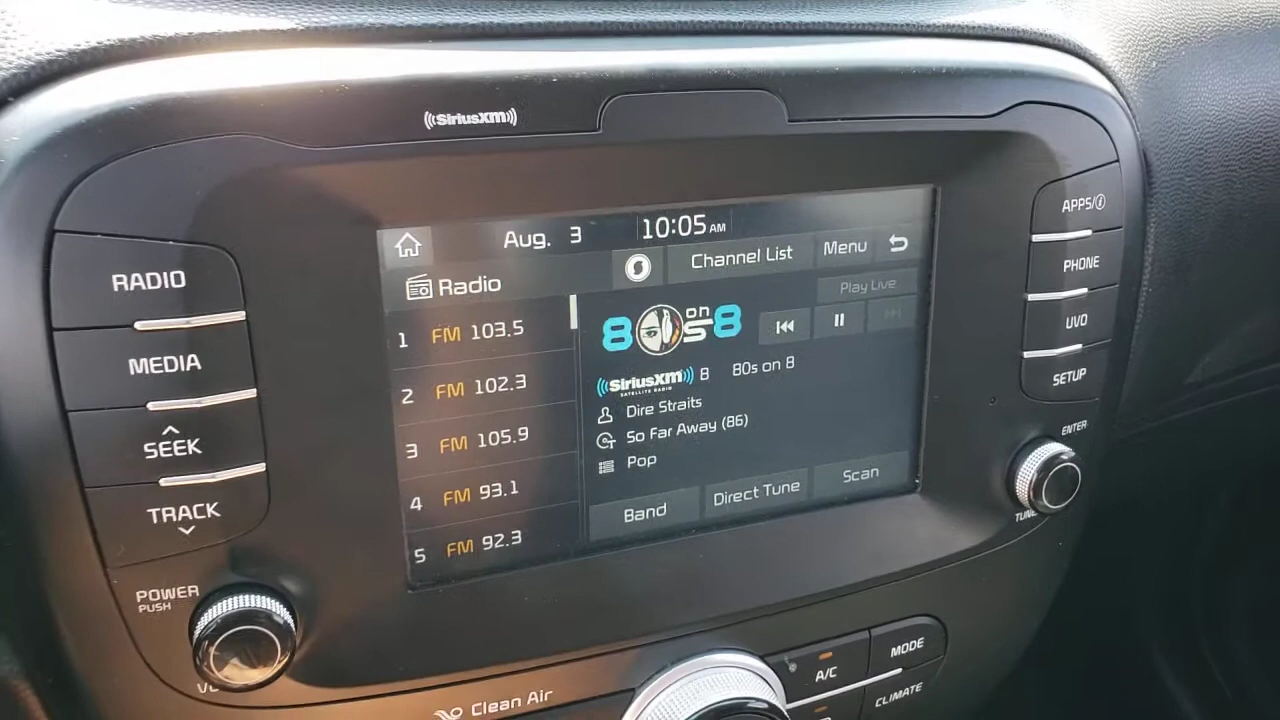 ((SiriusXM))
RADIO
MEDIA
SEEK
TRACK
POWER
PUSH
Aug. 3 10:05 AM
Radio
Channel List Menu
Play Live
1 FM 103.5
2 FM 102.3
3 FM 105.9
4 FM 93.1
5 FM 92.3
80s on 8
((SiriusXM)) 8 80s on 8
SATELLITE RADIO
Dire Straits
So Far Away (86)
Pop
Band Direct Tune Scan
APPS/i
PHONE
UVO
SETUP
ENTER
TUNE
Clean Air
A/C
MODE
CLIMATE